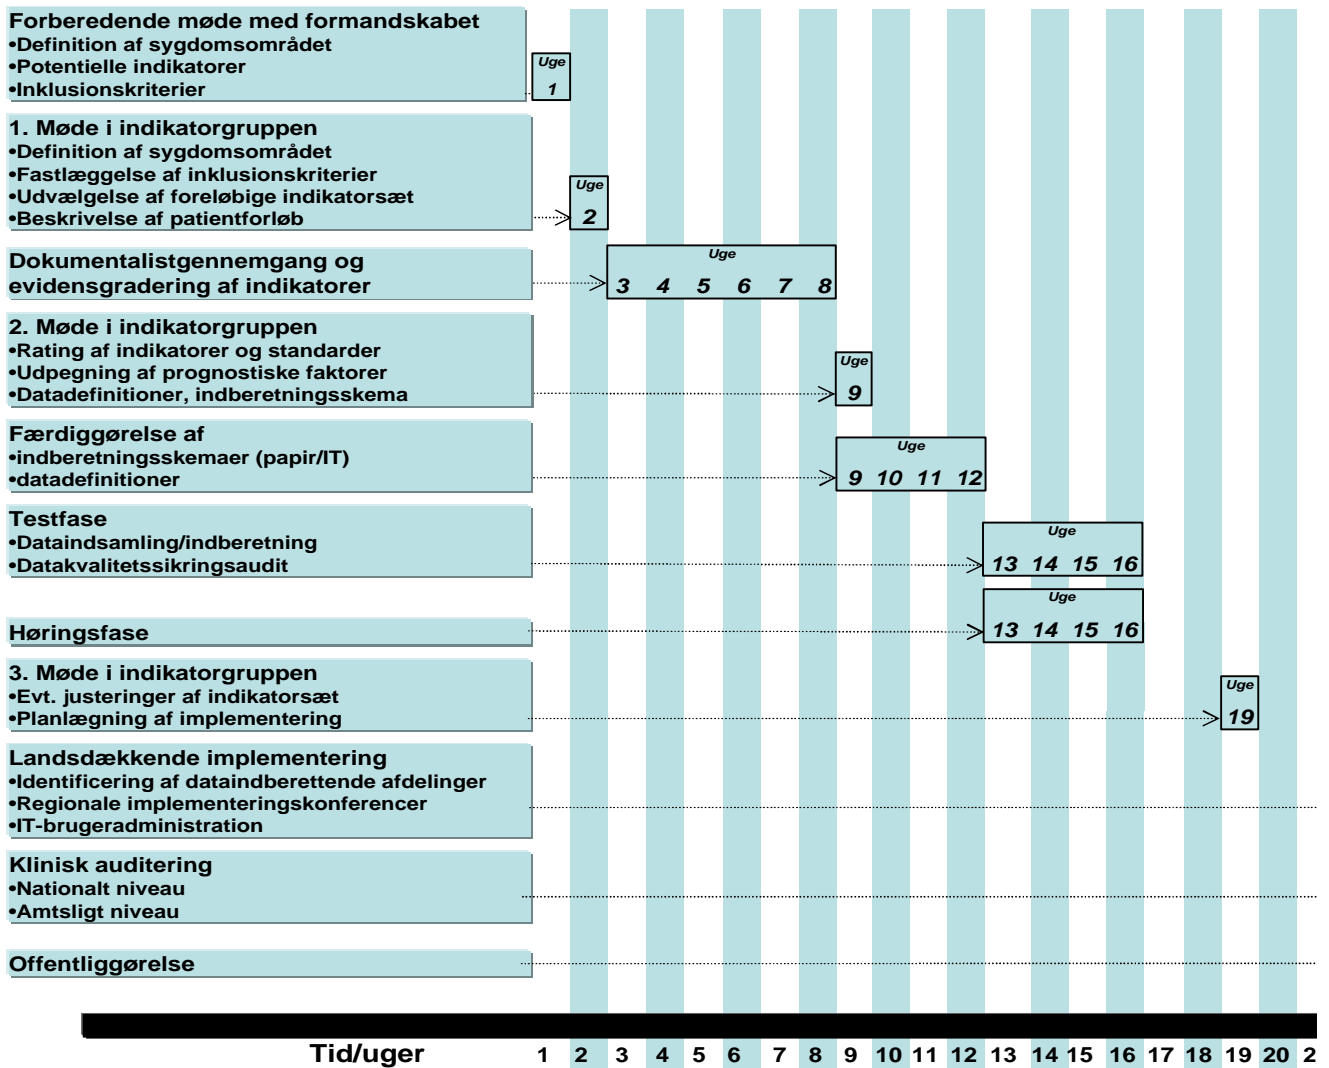 Forberedende møde med formandskabet
•Definition af sygdomsområdet
•Potentielle indikatorer
•Inklusionskriterier
Uge
1
1. Møde i indikatorgruppen
•Definition af sygdomsområdet
•Fastlæggelse af inklusionskriterier
•Udvælgelse af foreløbige indikatorsæt
•Beskrivelse af patientforløb
Uge
2
Dokumentalistgennemgang og
evidensgradering af indikatorer
Uge
3 4 5 6 7 8
2. Møde i indikatorgruppen
•Rating af indikatorer og standarder
•Udpegning af prognostiske faktorer
•Datadefinitioner, indberetningsskema
Uge
9
Færdiggørelse af
•indberetningsskemaer (papir/IT)
•datadefinitioner
Uge
9 10 11 12
Testfase
•Dataindsamling/indberetning
•Datakvalitetssikringsaudit
Uge
13 14 15 16
Høringsfase
Uge
13 14 15 16
3. Møde i indikatorgruppen
•Evt. justeringer af indikatorsæt
•Planlægning af implementering
Uge
19
Landsdækkende implementering
•Identificering af dataindberettende afdelinger
•Regionale implementeringskonferencer
•IT-brugeradministration
Klinisk auditering
•Nationalt niveau
•Amtsligt niveau
Offentliggørelse
Tid/uger 1 2 3 4 5 6 7 8 9 10 11 12 13 14 15 16 17 18 19 20 2